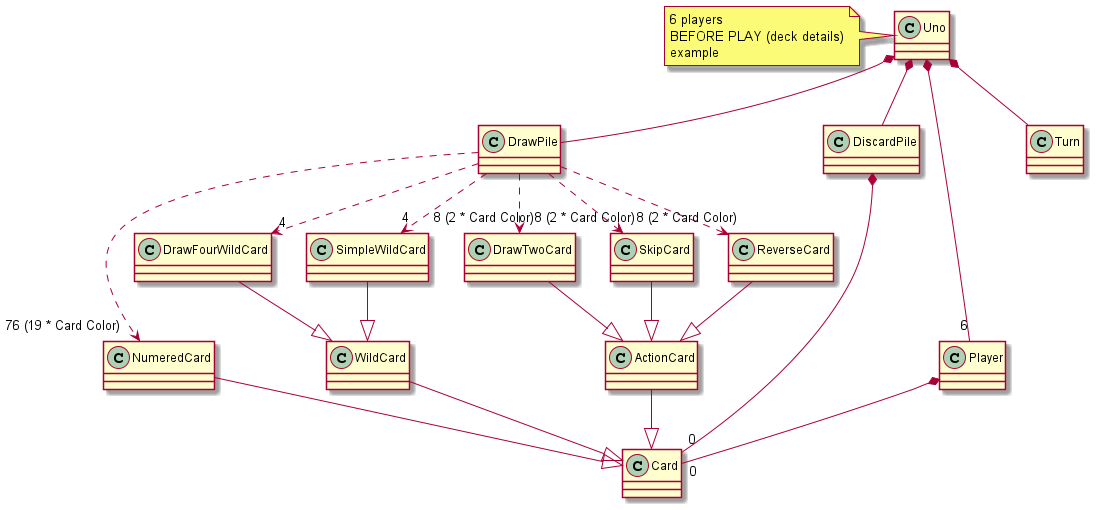 6 players
BEFORE PLAY (deck details)
example
C Uno
C DrawPile
C DiscardPile
C Turn
4
4
8 (2 * Card Color)
8 (2 * Card Color)
8 (2 * Card Color)
C DrawFourWildCard
C SimpleWildCard
C DrawTwoCard
C SkipCard
C ReverseCard
76 (19 * Card Color)
6
C NumeredCard
C WildCard
C ActionCard
C Player
0
0
C Card